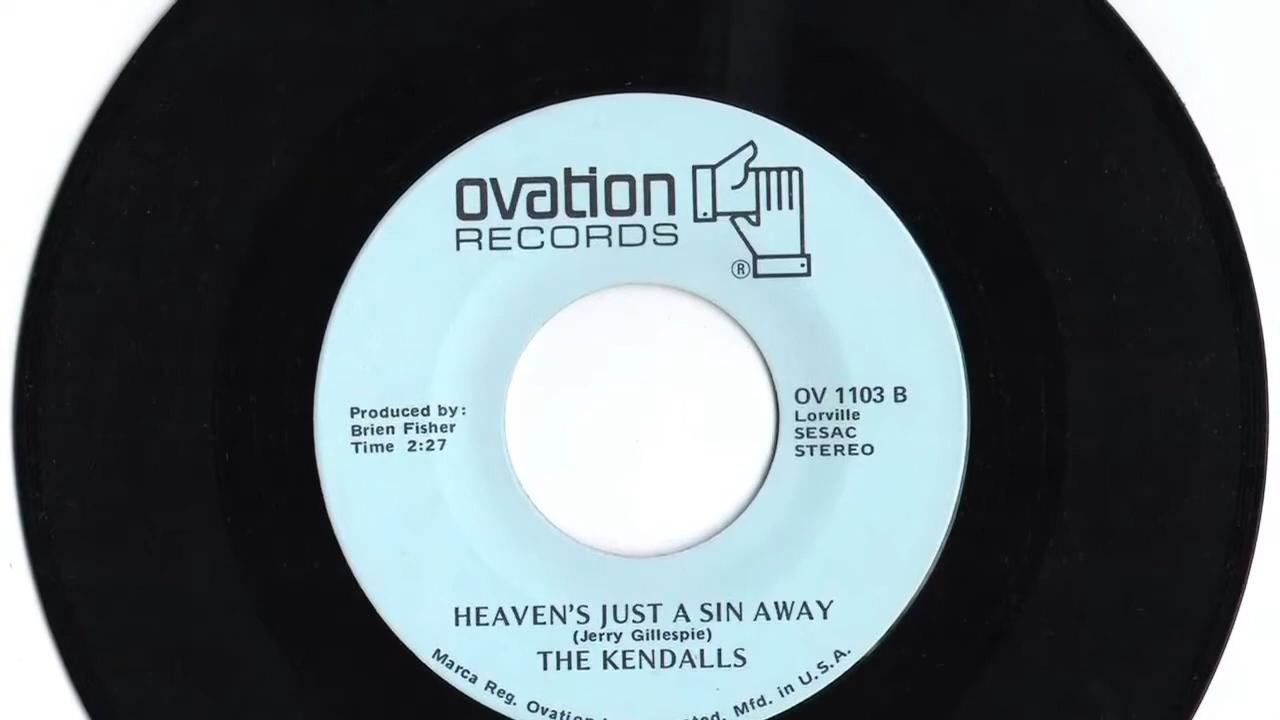 ovation
RECORDS
®
Produced by:
Brien Fisher
Time 2:27
OV 1103 B
Lorville
SESAC
STEREO
HEAVEN'S JUST A SIN AWAY
(Jerry Gillespie)
THE KENDALLS
Marca Reg. Ovation Mfd. in U.S.A.